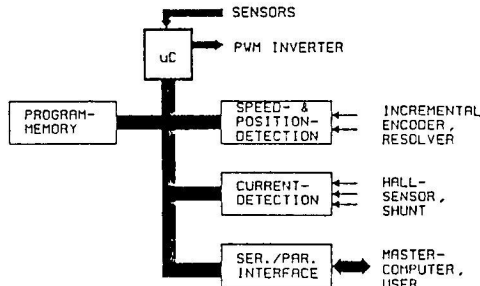 SENSORS
uC
PWM INVERTER
PROGRAM-
MEMORY
SPEED- &
POSITION-
DETECTION
INCREMENTAL
ENCODER,
RESOLVER
CURRENT-
DETECTION
HALL-
SENSOR,
SHUNT
SER./PAR.
INTERFACE
MASTER-
COMPUTER,
USER